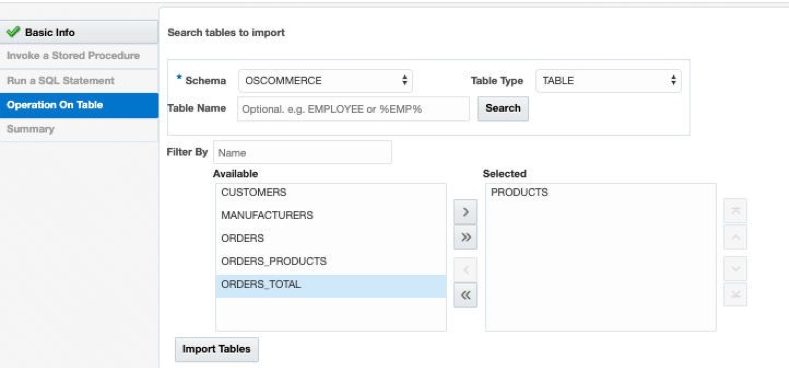 Basic Info
Invoke a Stored Procedure
Run a SQL Statement
Operation On Table
Summary
Search tables to import
* Schema OSCOMMERCE Table Type TABLE
Table Name Optional. e.g. EMPLOYEE or %EMP% Search
Filter By Name
Available Selected
CUSTOMERS PRODUCTS
MANUFACTURERS
ORDERS
ORDERS_PRODUCTS
ORDERS_TOTAL
Import Tables